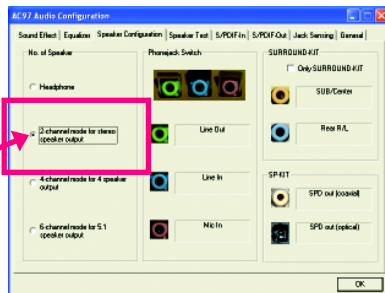 AC97 Audio Configuration
Sound Effect Equalizer Speaker Configuration Speaker Test S/PDIF-In S/PDIF-Out Jack Sensing General
No. of Speaker
Headphone
2-channel mode for stereo
speaker output
4-channel mode for 4 speaker
output
6-channel mode for 5.1
speaker output
Phonejack Switch
Line Out
Line In
Mic In
SURROUND-KIT
Only SURROUND-KIT
SUB/Center
Rear R/L
SP-KIT
SPD out (coaxial)
SPD out (optical)
OK